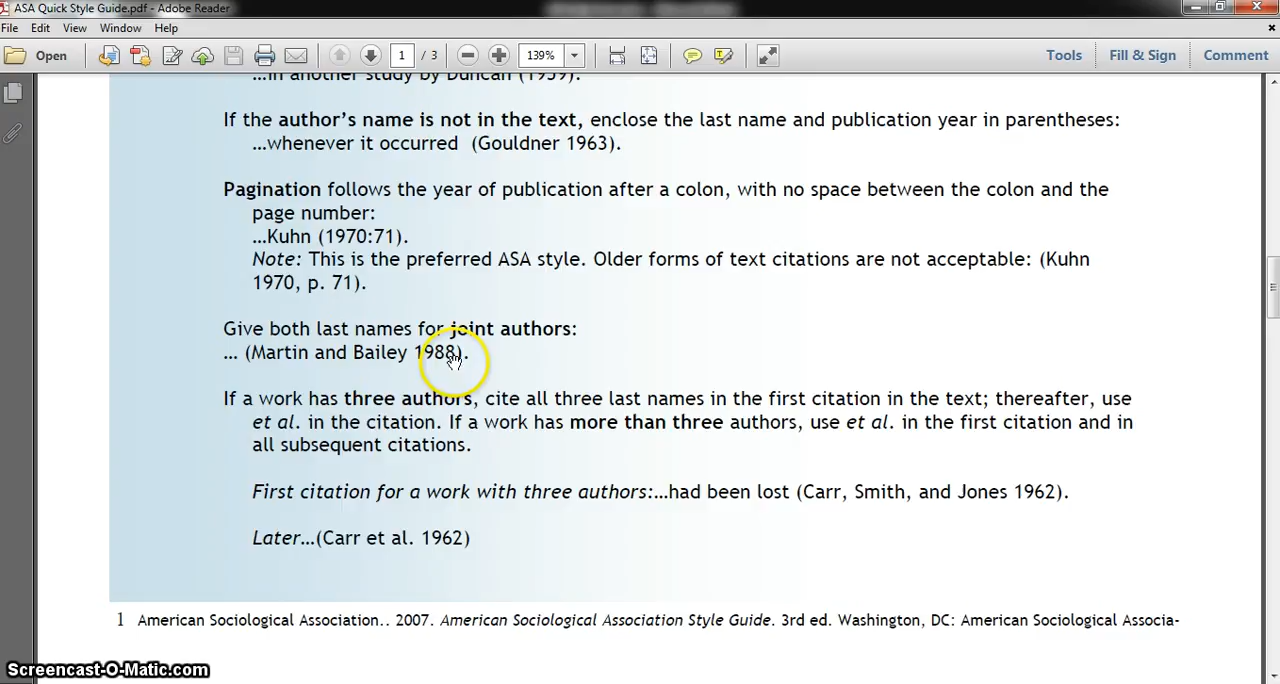 ASA Quick Style Guide.pdf - Adobe Reader
File Edit View Window Help
Open 1 / 3 139% Tools Fill & Sign Comment
...in another study by Duncan (1959).
If the author's name is not in the text, enclose the last name and publication year in parentheses:
…whenever it occurred (Gouldner 1963).
Pagination follows the year of publication after a colon, with no space between the colon and the
page number:
…Kuhn (1970:71).
Note: This is the preferred ASA style. Older forms of text citations are not acceptable: (Kuhn
1970, p. 71).
Give both last names for joint authors:
… (Martin and Bailey 1988).
If a work has three authors, cite all three last names in the first citation in the text; thereafter, use
et al. in the citation. If a work has more than three authors, use et al. in the first citation and in
all subsequent citations.
First citation for a work with three authors:…had been lost (Carr, Smith, and Jones 1962).
Later…(Carr et al. 1962)
1 American Sociological Association.. 2007. American Sociological Association Style Guide. 3rd ed. Washington, DC: American Sociological Associa-
Screencast-O-Matic.com